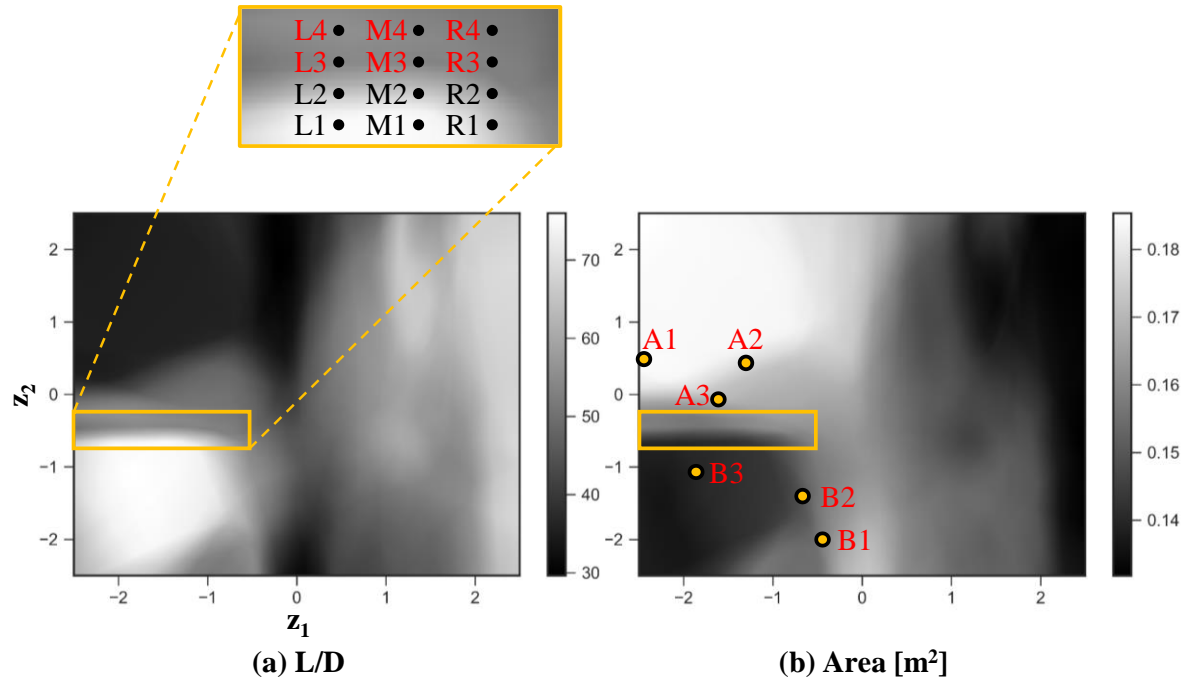 L4 M4 R4
L3 M3 R3
L2 M2 R2
L1 M1 R1
2
1
0
−1
−2
z2
−2 −1 0 1 2
z1
70
60
50
40
30
(a) L/D
2
1
0
−1
−2
A1 A2
A3
B3
B2
B1
−2 −1 0 1 2
0.18
0.17
0.16
0.15
0.14
(b) Area [m²]